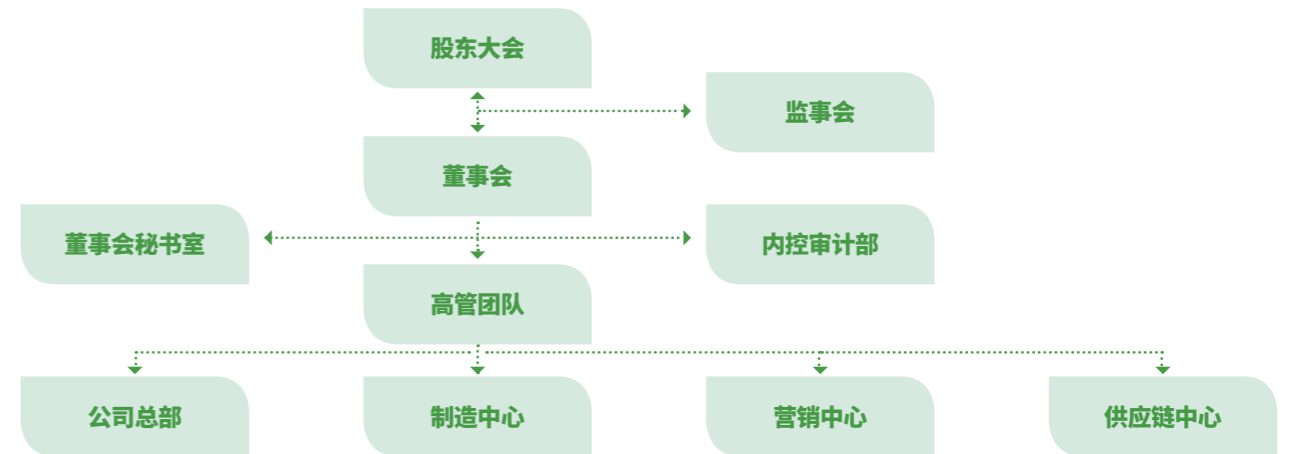 股东大会
监事会
董事会
董事会秘书室
内控审计部
高管团队
公司总部
制造中心
营销中心
供应链中心